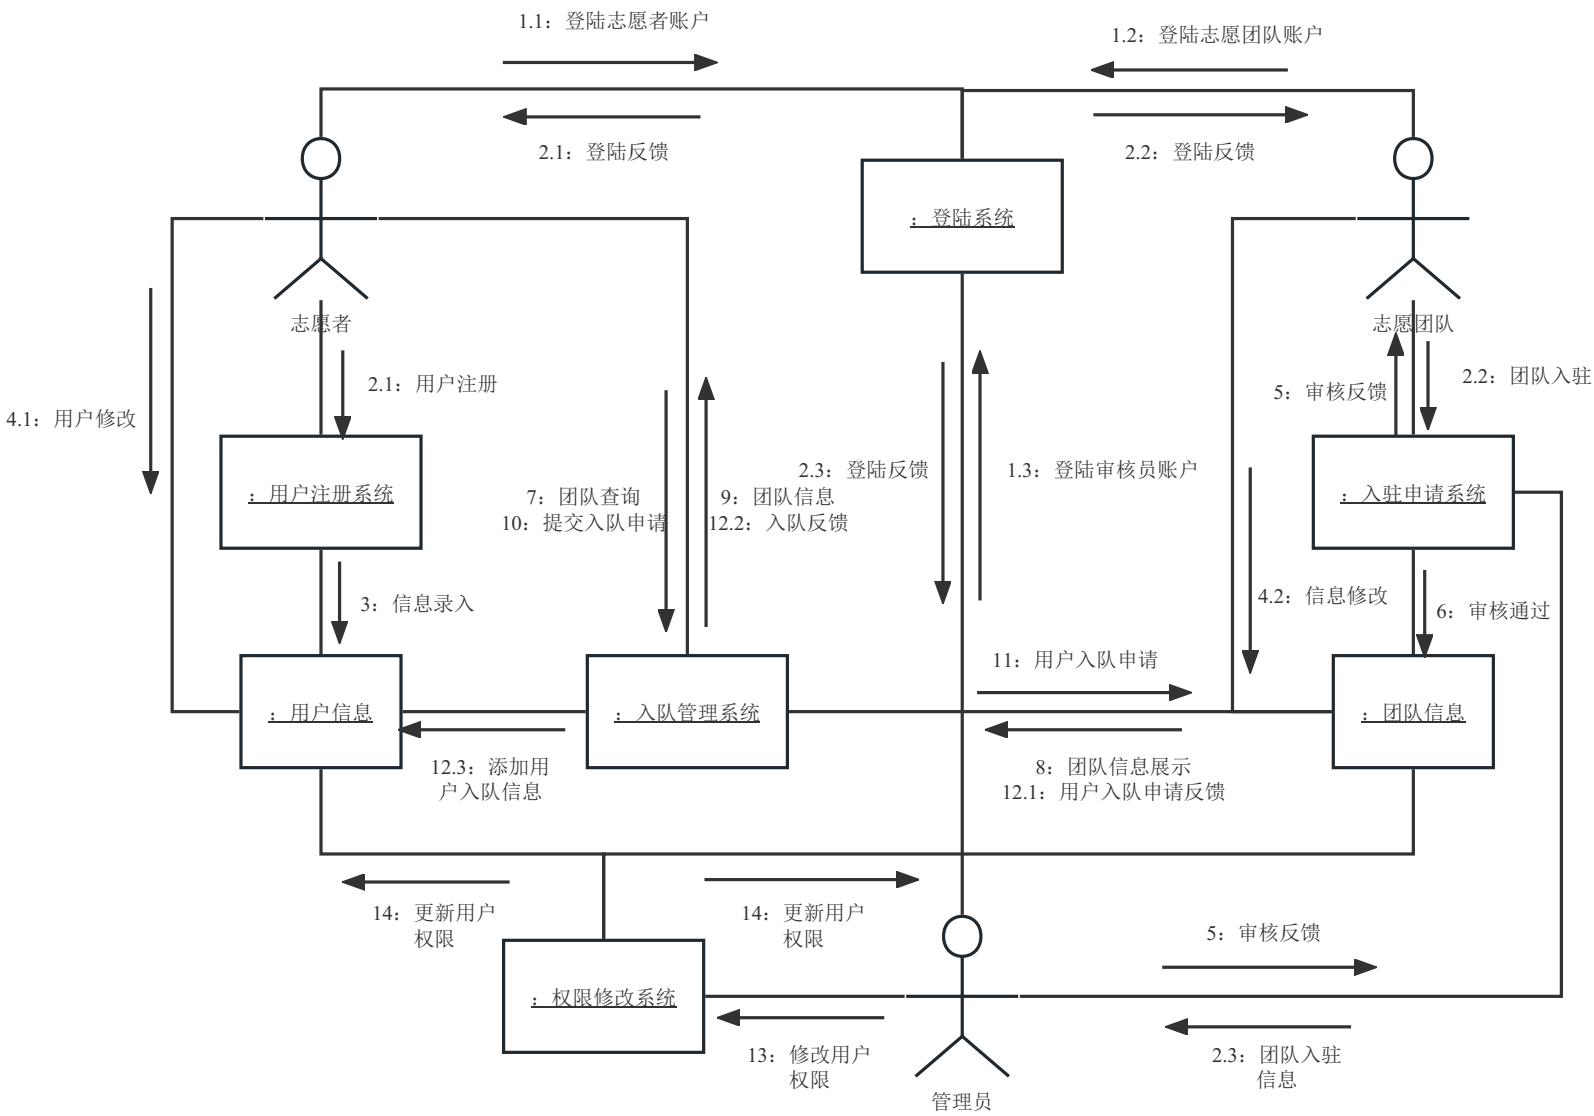 1.1：登陆志愿者账户
1.2：登陆志愿团队账户
2.1：登陆反馈
2.2：登陆反馈
：登陆系统
志愿者
志愿团队
2.1：用户注册
5：审核反馈
2.2：团队入驻
4.1：用户修改
2.3：登陆反馈
1.3：登陆审核员账户
：用户注册系统
7：团队查询
10：提交入队申请
9：团队信息
12.2：入队反馈
：入驻申请系统
3：信息录入
4.2：信息修改
6：审核通过
11：用户入队申请
：用户信息
：入队管理系统
：团队信息
12.3：添加用
户入队信息
8：团队信息展示
12.1：用户入队申请反馈
14：更新用户
权限
14：更新用户
权限
5：审核反馈
：权限修改系统
13：修改用户
权限
2.3：团队入驻
信息
管理员